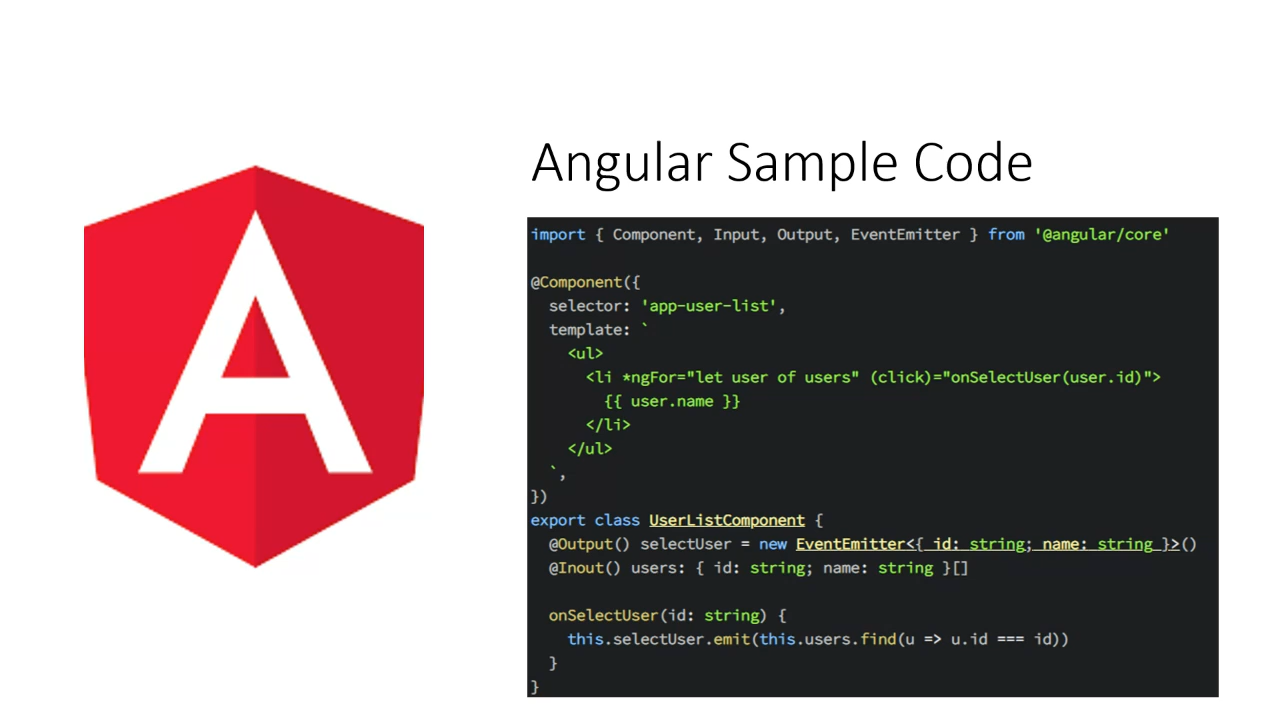 Angular Sample Code
import { Component, Input, Output, EventEmitter } from '@angular/core'
@Component({
  selector: 'app-user-list',
  template: `
    <ul>
      <li *ngFor="let user of users" (click)="onSelectUser(user.id)">
        {{ user.name }}
      </li>
    </ul>
  `,
})
export class UserListComponent {
  @Output() selectUser = new EventEmitter<{ id: string; name: string }>()
  @Inout() users: { id: string; name: string }[]
  onSelectUser(id: string) {
    this.selectUser.emit(this.users.find(u => u.id === id))
  }
}